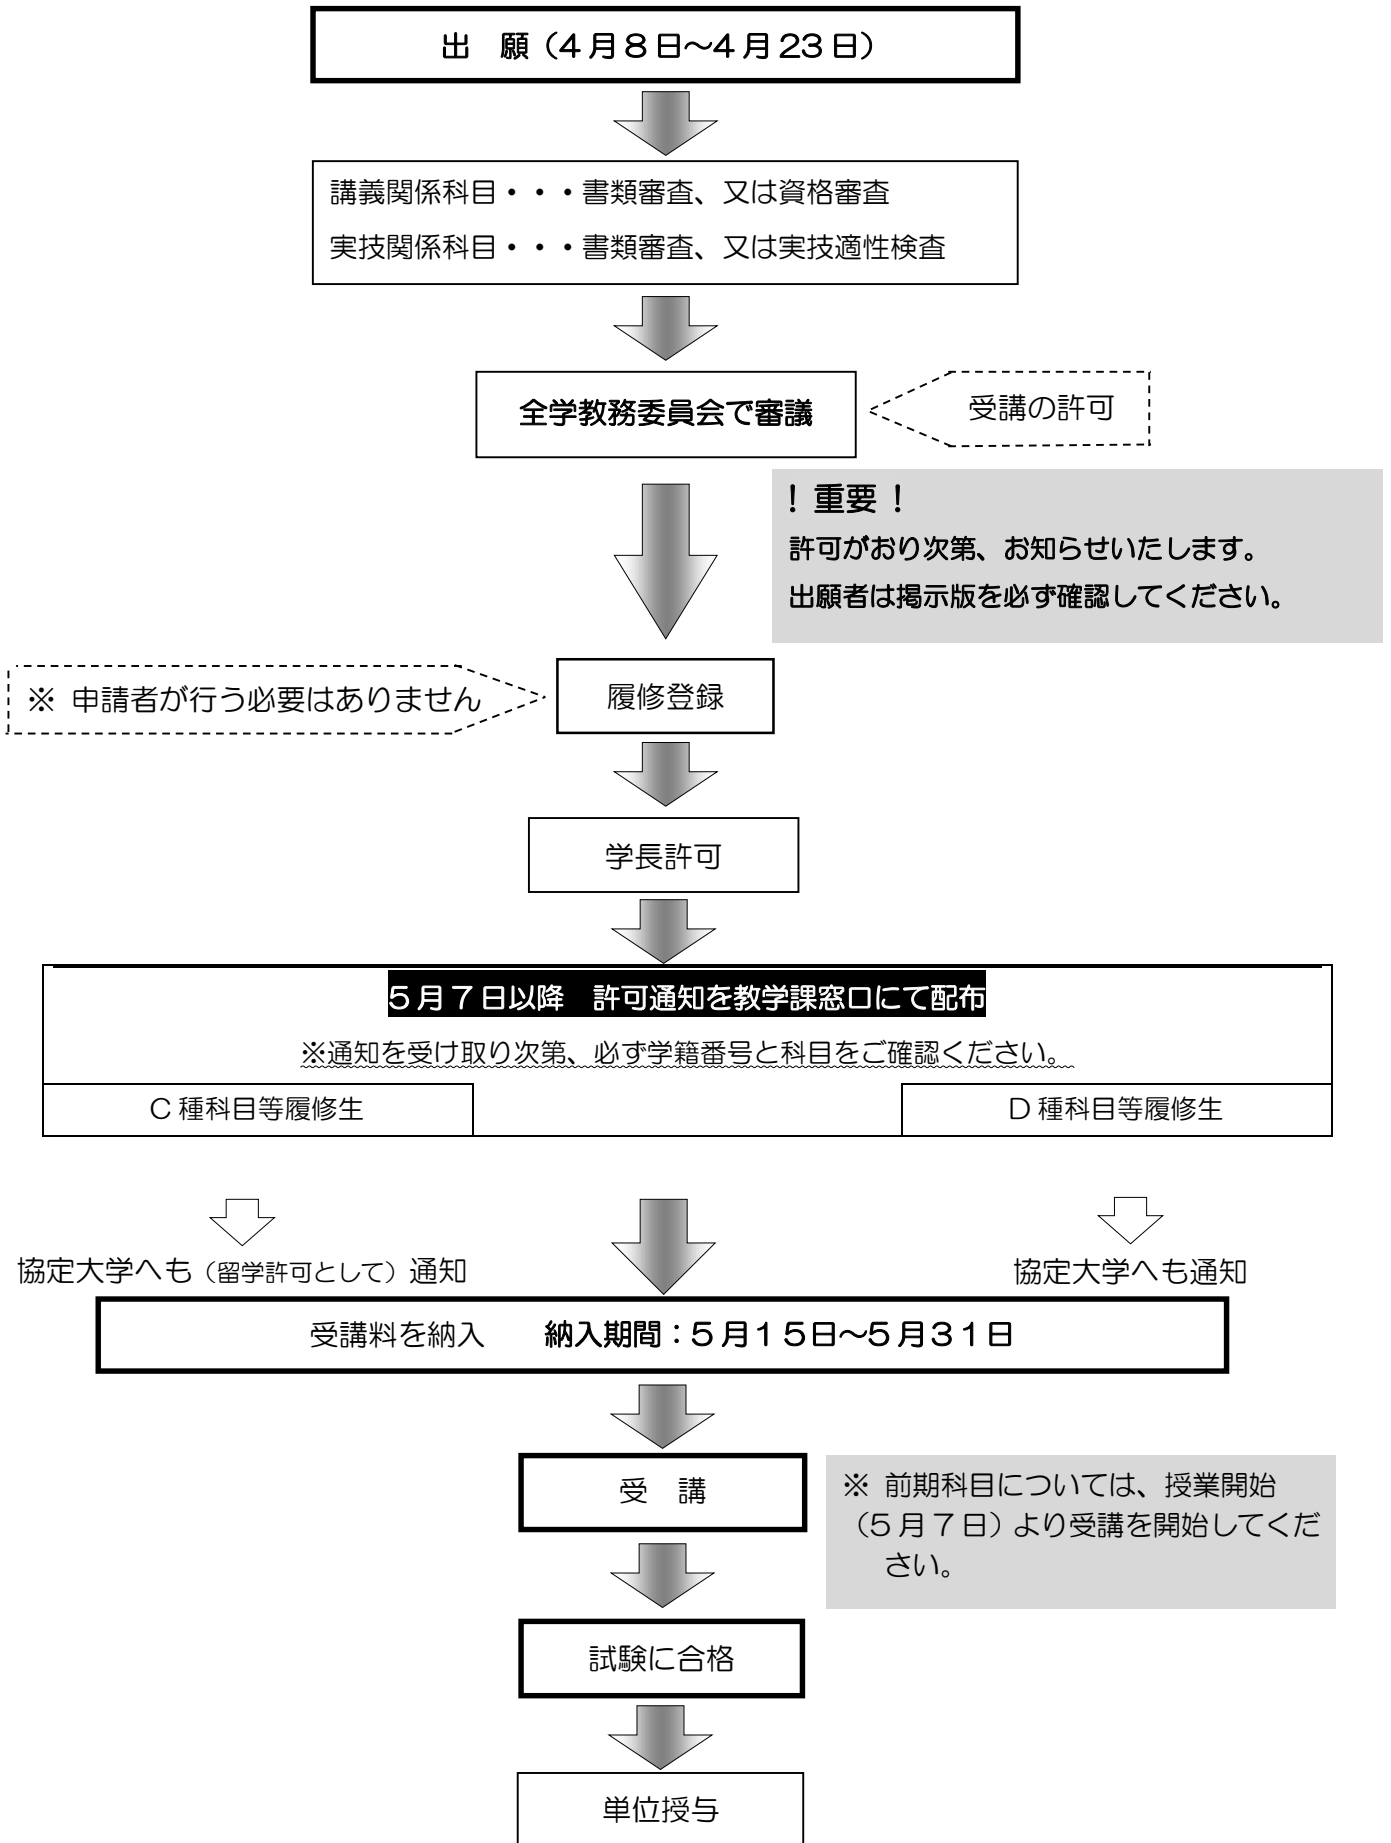 出　願（４月８日～４月２３日）
講義関係科目・・・書類審査、又は資格審査
実技関係科目・・・書類審査、又は実技適性検査
全学教務委員会で審議
受講の許可
！重要！
許可がおり次第、お知らせいたします。
出願者は掲示版を必ず確認してください。
※ 申請者が行う必要はありません
履修登録
学長許可
５月７日以降　許可通知を教学課窓口にて配布
※通知を受け取り次第、必ず学籍番号と科目をご確認ください。
Ｃ種科目等履修生
Ｄ種科目等履修生
協定大学へも（留学許可として）通知
協定大学へも通知
受講料を納入　　納入期間：５月１５日～５月３１日
受　講
※ 前期科目については、授業開始
（５月７日）より受講を開始してくだ
さい。
試験に合格
単位授与